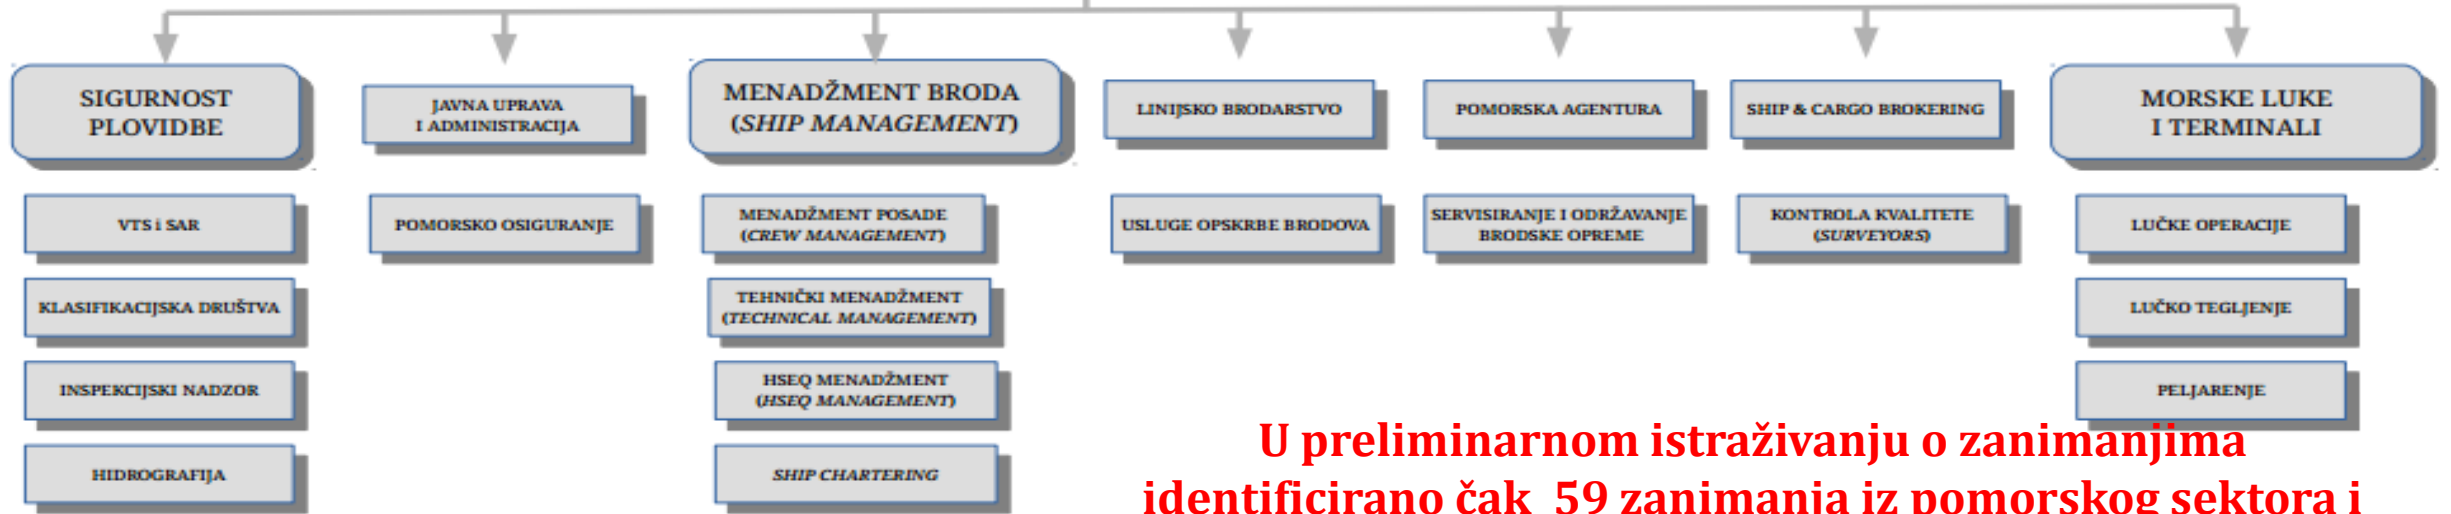 SIGURNOST
PLOVIDBE
JAVNA UPRAVA
I ADMINISTRACIJA
MENADŽMENT BRODA
(SHIP MANAGEMENT)
LINIJSKO BRODARSTVO
POMORSKA AGENTURA
SHIP & CARGO BROKERING
MORSKE LUKE
I TERMINALI
VTS i SAR
POMORSKO OSIGURANJE
MENADŽMENT POSADE
(CREW MANAGEMENT)
USLUGE OPSKRBE BRODOVA
SERVISIRANJE I ODRŽAVANJE
BRODSKE OPREME
KONTROLA KVALITETE
(SURVEYORS)
LUČKE OPERACIJE
KLASIFIKACIJSKA DRUŠTVA
TEHNIČKI MENADŽMENT
(TECHNICAL MANAGEMENT)
LUČKO TEGLJENJE
INSPEKCIJSKI NADZOR
HSEQ MENADŽMENT
(HSEQ MANAGEMENT)
PELJARENJE
HIDROGRAFIJA
SHIP CHARTERING
U preliminarnom istraživanju o zanimanjima
identificirano čak 59 zanimanja iz pomorskog sektora i